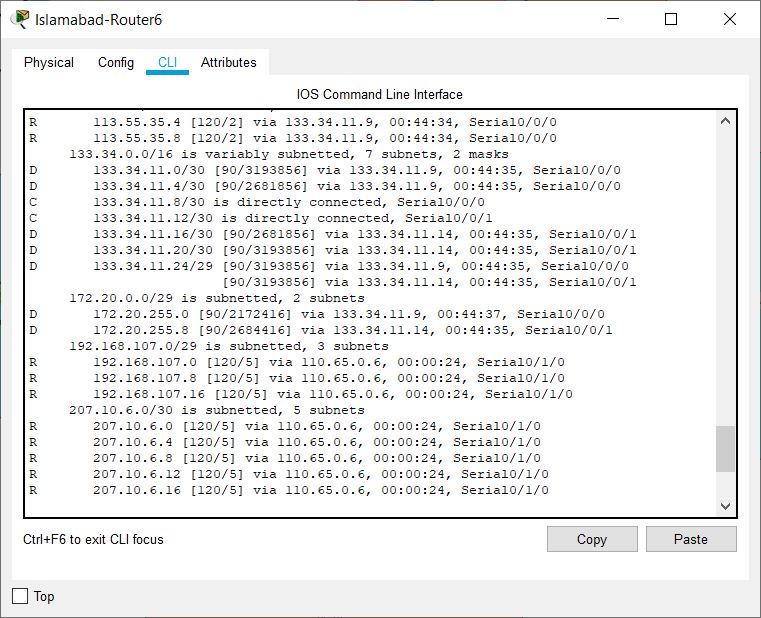 Islamabad-Router6
Physical Config CLI Attributes
IOS Command Line Interface
R 113.55.35.4 [120/2] via 133.34.11.9, 00:44:34, Serial0/0/0
R 113.55.35.8 [120/2] via 133.34.11.9, 00:44:34, Serial0/0/0
133.34.0.0/16 is variably subnetted, 7 subnets, 2 masks
D 133.34.11.0/30 [90/3193856] via 133.34.11.9, 00:44:35, Serial0/0/0
D 133.34.11.4/30 [90/2681856] via 133.34.11.9, 00:44:35, Serial0/0/0
C 133.34.11.8/30 is directly connected, Serial0/0/0
C 133.34.11.12/30 is directly connected, Serial0/0/1
D 133.34.11.16/30 [90/2681856] via 133.34.11.14, 00:44:35, Serial0/0/1
D 133.34.11.20/30 [90/3193856] via 133.34.11.14, 00:44:35, Serial0/0/1
D 133.34.11.24/29 [90/3193856] via 133.34.11.9, 00:44:35, Serial0/0/0
[90/3193856] via 133.34.11.14, 00:44:35, Serial0/0/1
172.20.0.0/29 is subnetted, 2 subnets
D 172.20.255.0 [90/2172416] via 133.34.11.9, 00:44:37, Serial0/0/0
D 172.20.255.8 [90/2684416] via 133.34.11.14, 00:44:35, Serial0/0/1
192.168.107.0/29 is subnetted, 3 subnets
R 192.168.107.0 [120/5] via 110.65.0.6, 00:00:24, Serial0/1/0
R 192.168.107.8 [120/5] via 110.65.0.6, 00:00:24, Serial0/1/0
R 192.168.107.16 [120/5] via 110.65.0.6, 00:00:24, Serial0/1/0
207.10.6.0/30 is subnetted, 5 subnets
R 207.10.6.0 [120/5] via 110.65.0.6, 00:00:24, Serial0/1/0
R 207.10.6.4 [120/5] via 110.65.0.6, 00:00:24, Serial0/1/0
R 207.10.6.8 [120/5] via 110.65.0.6, 00:00:24, Serial0/1/0
R 207.10.6.12 [120/5] via 110.65.0.6, 00:00:24, Serial0/1/0
R 207.10.6.16 [120/5] via 110.65.0.6, 00:00:24, Serial0/1/0
Ctrl+F6 to exit CLI focus Copy Paste
Top